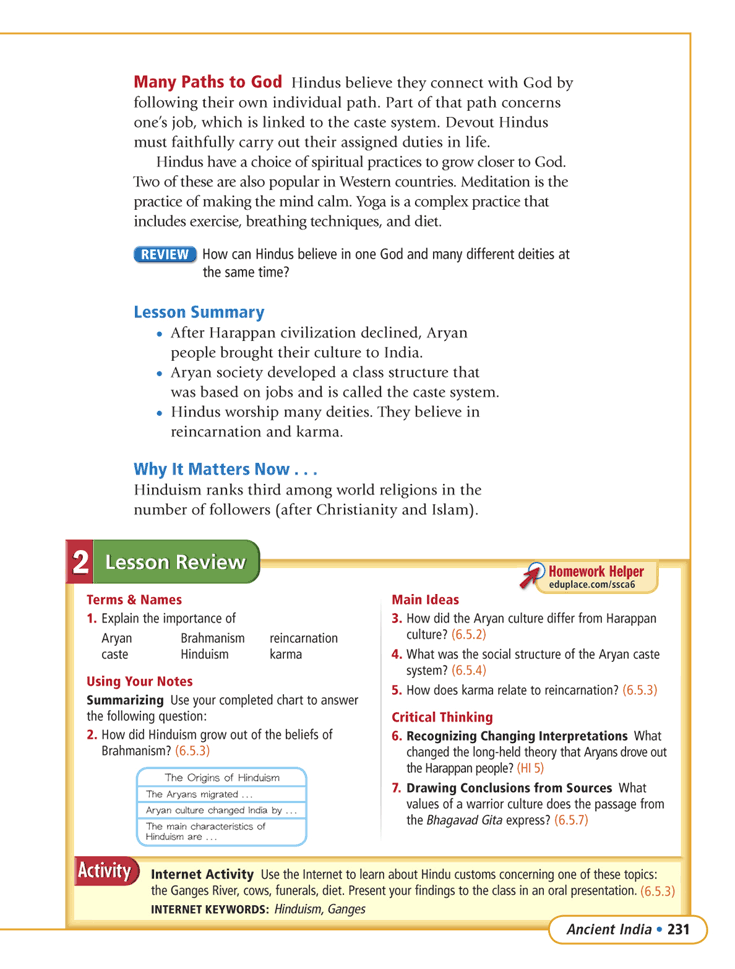 Many Paths to God Hindus believe they connect with God by
following their own individual path. Part of that path concerns
one's job, which is linked to the caste system. Devout Hindus
must faithfully carry out their assigned duties in life.
Hindus have a choice of spiritual practices to grow closer to God.
Two of these are also popular in Western countries. Meditation is the
practice of making the mind calm. Yoga is a complex practice that
includes exercise, breathing techniques, and diet.
REVIEW How can Hindus believe in one God and many different deities at
the same time?
Lesson Summary
• After Harappan civilization declined, Aryan
people brought their culture to India.
• Aryan society developed a class structure that
was based on jobs and is called the caste system.
• Hindus worship many deities. They believe in
reincarnation and karma.
Why It Matters Now . . .
Hinduism ranks third among world religions in the
number of followers (after Christianity and Islam).
2 Lesson Review
Homework Helper
eduplace.com/ssca6
Terms & Names
1. Explain the importance of
Aryan Brahmanism reincarnation
caste Hinduism karma
Using Your Notes
Summarizing Use your completed chart to answer
the following question:
2. How did Hinduism grow out of the beliefs of
Brahmanism? (6.5.3)
The Origins of Hinduism
The Aryans migrated . . .
Aryan culture changed India by . . .
The main characteristics of
Hinduism are . . .
Main Ideas
3. How did the Aryan culture differ from Harappan
culture? (6.5.2)
4. What was the social structure of the Aryan caste
system? (6.5.4)
5. How does karma relate to reincarnation? (6.5.3)
Critical Thinking
6. Recognizing Changing Interpretations What
changed the long-held theory that Aryans drove out
the Harappan people? (HI 5)
7. Drawing Conclusions from Sources What
values of a warrior culture does the passage from
the Bhagavad Gita express? (6.5.7)
Activity
Internet Activity Use the Internet to learn about Hindu customs concerning one of these topics:
the Ganges River, cows, funerals, diet. Present your findings to the class in an oral presentation. (6.5.3)
INTERNET KEYWORDS: Hinduism, Ganges
Ancient India • 231